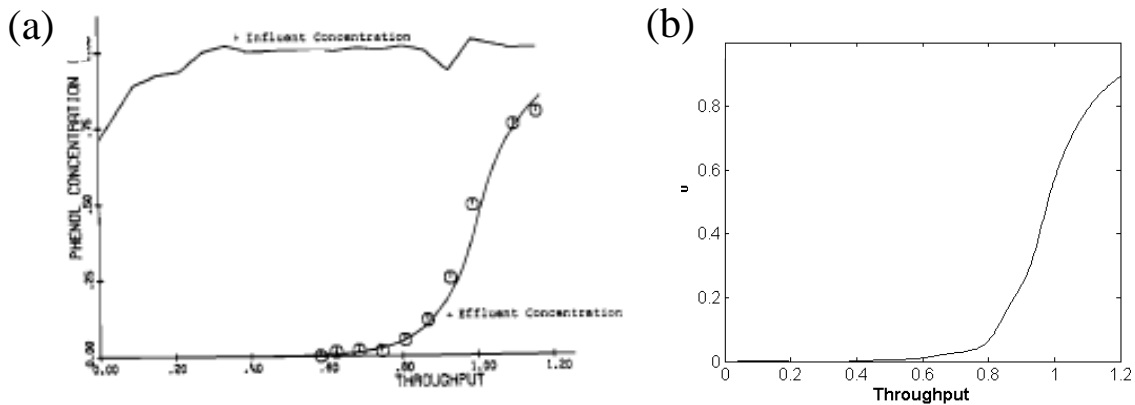 (a)
+ Influent Concentration
PHENOL CONCENTRATION (
.75
.50
.25
0.00
+ Effluent Concentration
0.00 .20 .40 .60 .80 1.00 1.20
THROUGHPUT
(b)
0.8
0.6
0.4
0.2
0
u
0 0.2 0.4 0.6 0.8 1 1.2
Throughput